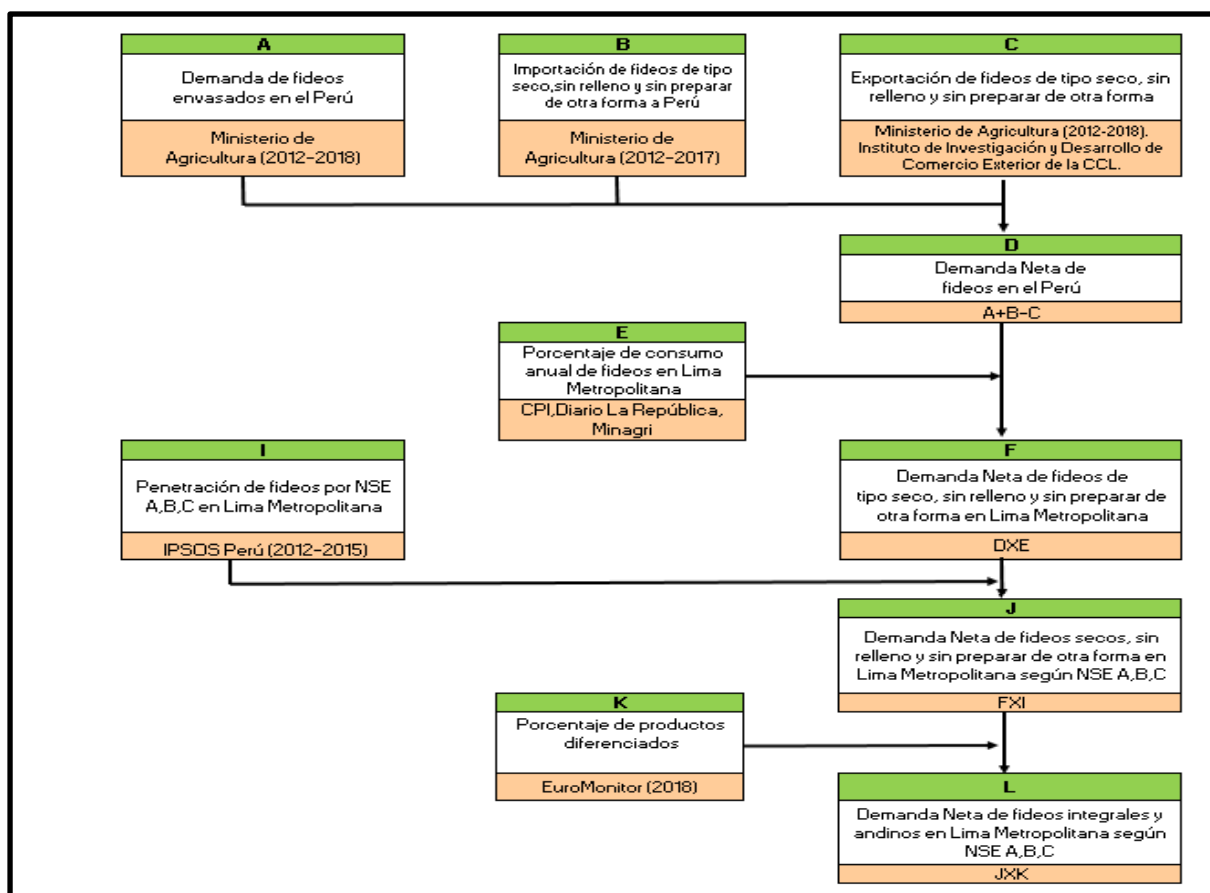 A
Demanda de fideos
envasados en el Perú
Ministerio de
Agricultura (2012-2018)
B
Importación de fideos de tipo
seco,sin relleno y sin preparar
de otra forma a Perú
Ministerio de
Agricultura (2012-2017)
C
Exportación de fideos de tipo seco, sin
relleno y sin preparar de otra forma
Ministerio de Agricultura (2012-2018).
Instituto de Investigación y Desarrollo de
Comercio Exterior de la CCL.
D
Demanda Neta de
fideos en el Perú
A+B-C
E
Porcentaje de consumo
anual de fideos en Lima
Metropolitana
CPI,Diario La República,
Minagri
I
Penetración de fideos por NSE
A,B,C en Lima Metropolitana
IPSOS Perú (2012-2015)
F
Demanda Neta de fideos de
tipo seco, sin relleno y sin preparar de
otra forma en Lima Metropolitana
DXE
J
Demanda Neta de fideos secos, sin
relleno y sin preparar de otra forma en
Lima Metropolitana según NSE A,B,C
FXI
K
Porcentaje de productos
diferenciados
EuroMonitor (2018)
L
Demanda Neta de fideos integrales y
andinos en Lima Metropolitana según
NSE A,B,C
JXK